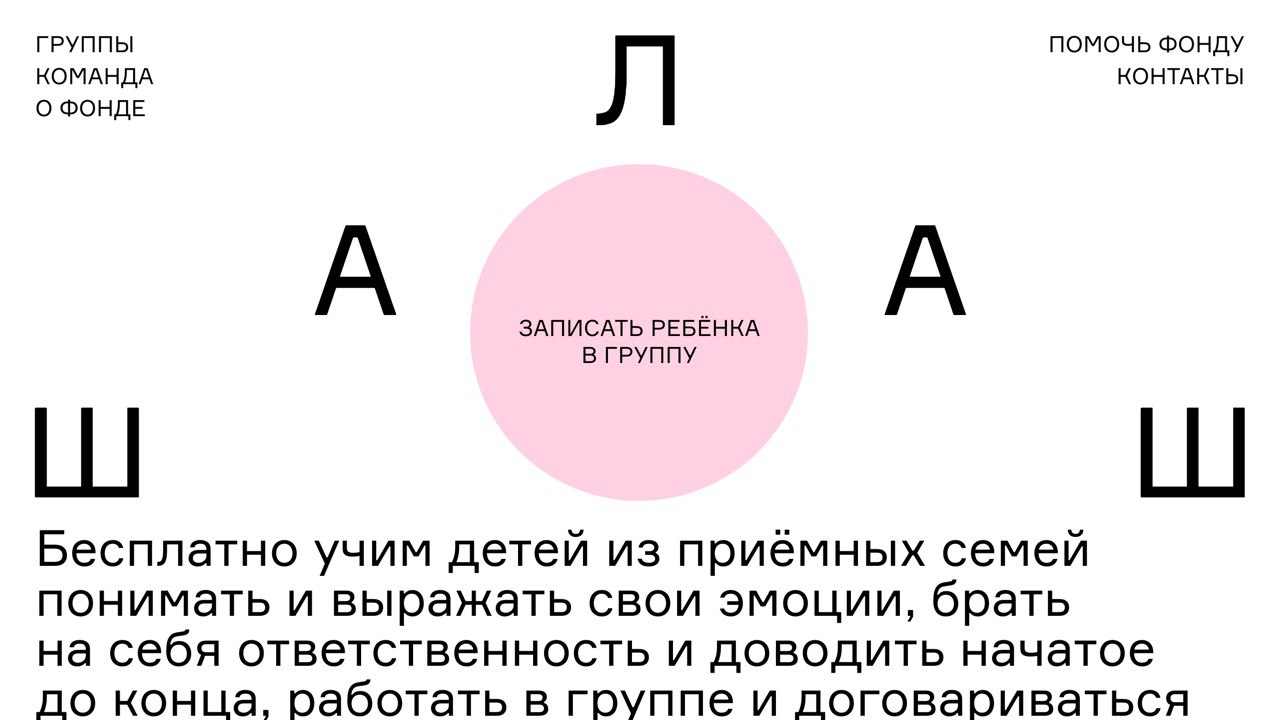 ГРУППЫ
КОМАНДА
О ФОНДЕ
ПОМОЧЬ ФОНДУ
КОНТАКТЫ
Ш А Л А Ш
ЗАПИСАТЬ РЕБЁНКА
В ГРУППУ
Бесплатно учим детей из приёмных семей
понимать и выражать свои эмоции, брать
на себя ответственность и доводить начатое
до конца, работать в группе и договариваться